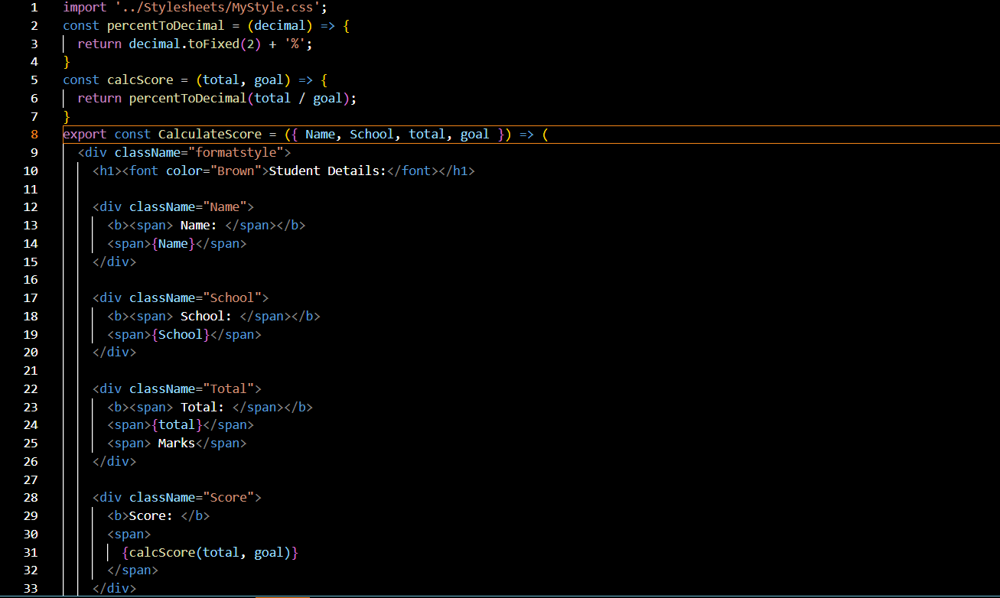 1 import '../Stylesheets/MyStyle.css';
2 const percentToDecimal = (decimal) => {
3   return decimal.toFixed(2) + '%';
4 }
5 const calcScore = (total, goal) => {
6   return percentToDecimal(total / goal);
7 }
8 export const CalculateScore = ({ Name, School, total, goal }) => (
9   <div className="formatstyle">
10     <h1><font color="Brown">Student Details:</font></h1>
11
12     <div className="Name">
13       <b><span> Name: </span></b>
14       <span>{Name}</span>
15     </div>
16
17     <div className="School">
18       <b><span> School: </span></b>
19       <span>{School}</span>
20     </div>
21
22     <div className="Total">
23       <b><span> Total: </span></b>
24       <span>{total}</span>
25       <span> Marks</span>
26     </div>
27
28     <div className="Score">
29       <b>Score: </b>
30       <span>
31         {calcScore(total, goal)}
32       </span>
33     </div>